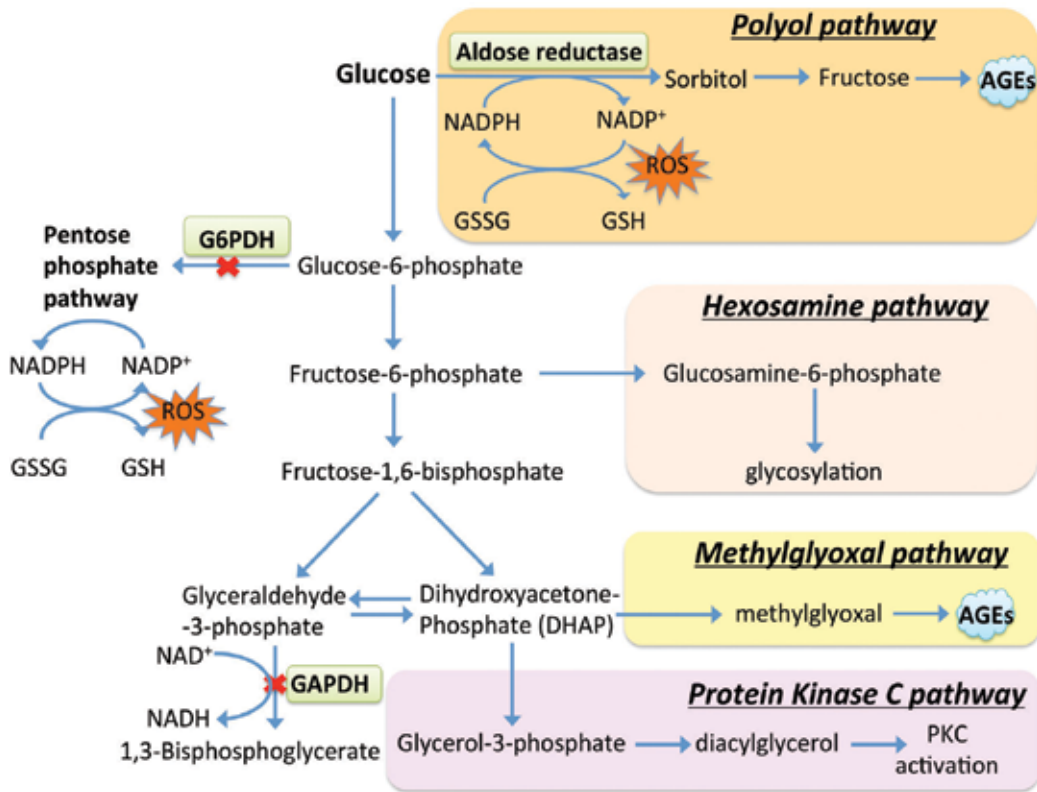 Polyol pathway
Aldose reductase
Glucose
Sorbitol
Fructose
AGEs
NADPH
NADP⁺
ROS
GSSG
GSH
Pentose
phosphate
pathway
G6PDH
Glucose-6-phosphate
NADPH
NADP⁺
ROS
GSSG
GSH
Hexosamine pathway
Fructose-6-phosphate
Glucosamine-6-phosphate
glycosylation
Fructose-1,6-bisphosphate
Methylglyoxal pathway
Glyceraldehyde
-3-phosphate
Dihydroxyacetone-
Phosphate (DHAP)
methylglyoxal
AGEs
NAD⁺
GAPDH
NADH
1,3-Bisphosphoglycerate
Protein Kinase C pathway
Glycerol-3-phosphate
diacylglycerol
PKC
activation